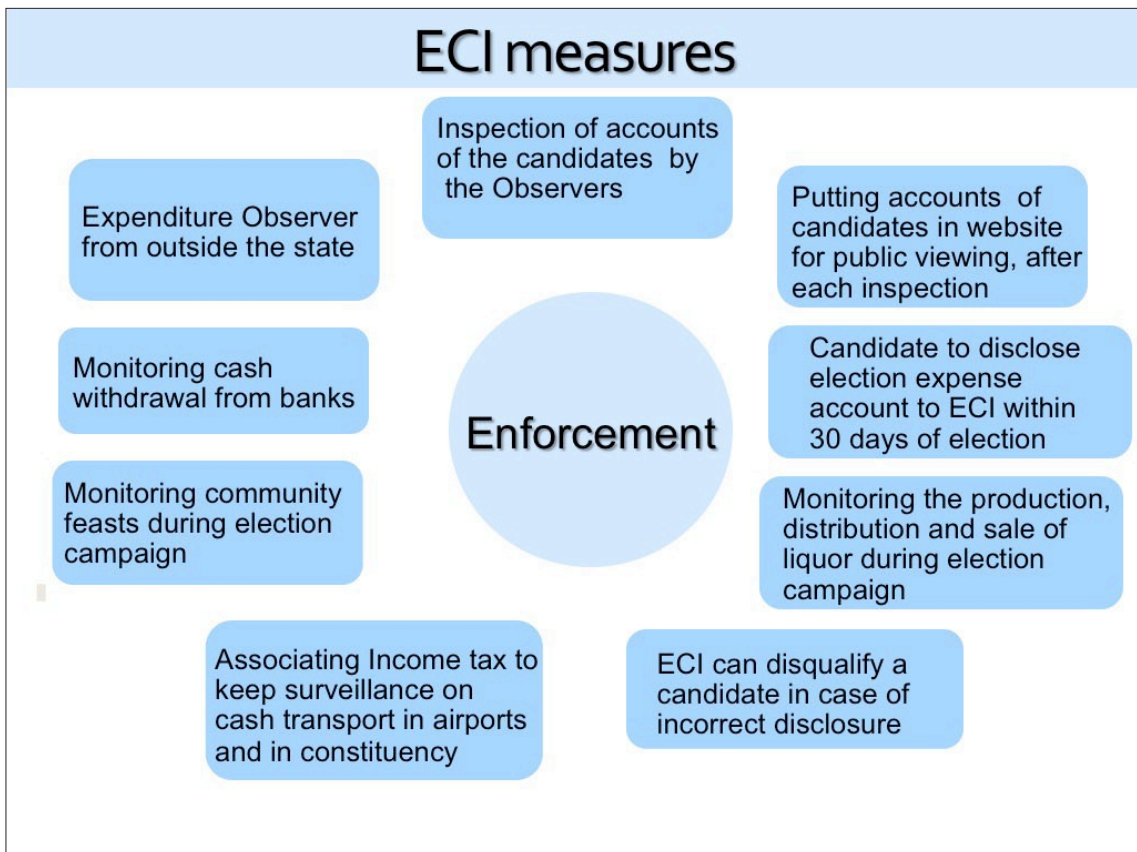 ECI measures
Inspection of accounts
of the candidates by
the Observers
Putting accounts of
candidates in website
for public viewing, after
each inspection
Candidate to disclose
election expense
account to ECI within
30 days of election
Monitoring the production,
distribution and sale of
liquor during election
campaign
ECI can disqualify a
candidate in case of
incorrect disclosure
Associating Income tax to
keep surveillance on
cash transport in airports
and in constituency
Monitoring community
feasts during election
campaign
Monitoring cash
withdrawal from banks
Expenditure Observer
from outside the state
Enforcement